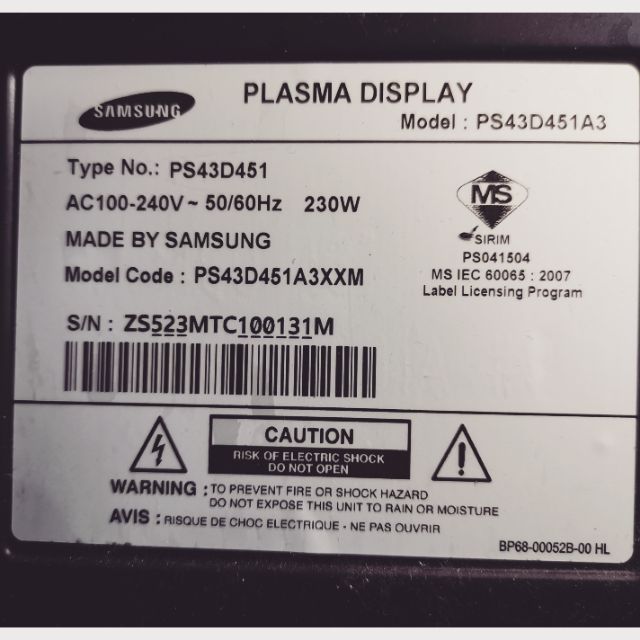 SAMSUNG
PLASMA DISPLAY
Model : PS43D451A3
Type No.: PS43D451
AC100-240V ~ 50/60Hz 230W
MADE BY SAMSUNG
Model Code : PS43D451A3XXM
S/N : ZS523MTC100131M
MS
SIRIM
PS041504
MS IEC 60065 : 2007
Label Licensing Program
CAUTION
RISK OF ELECTRIC SHOCK
DO NOT OPEN
WARNING : TO PREVENT FIRE OR SHOCK HAZARD
DO NOT EXPOSE THIS UNIT TO RAIN OR MOISTURE
AVIS : RISQUE DE CHOC ELECTRIQUE - NE PAS OUVRIR
BP68-00052B-00 HL